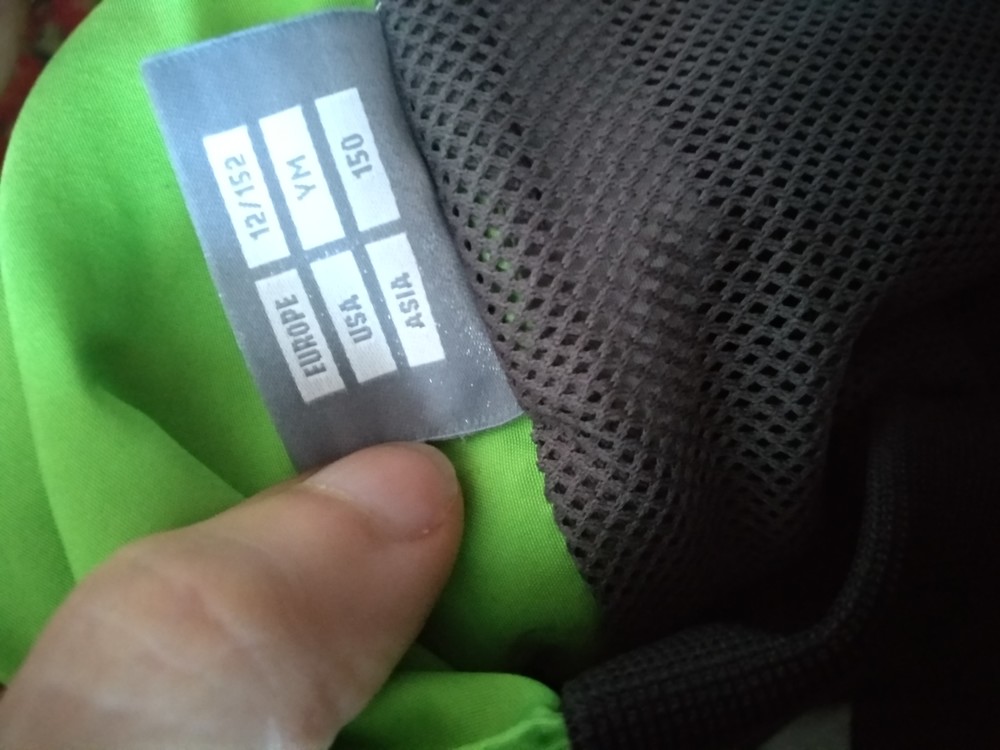 EUROPE 12/152
USA YM
ASIA 150